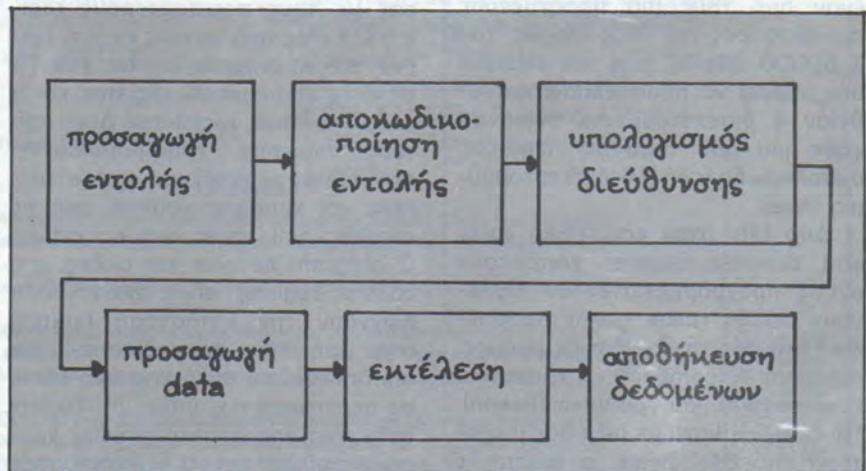 προσαγωγή
εντολής
αποκωδικο-
ποίηση
εντολής
υπολογισμός
διεύθυνσης
προσαγωγή
data
εκτέλεση
αποθήκευση
δεδομένων